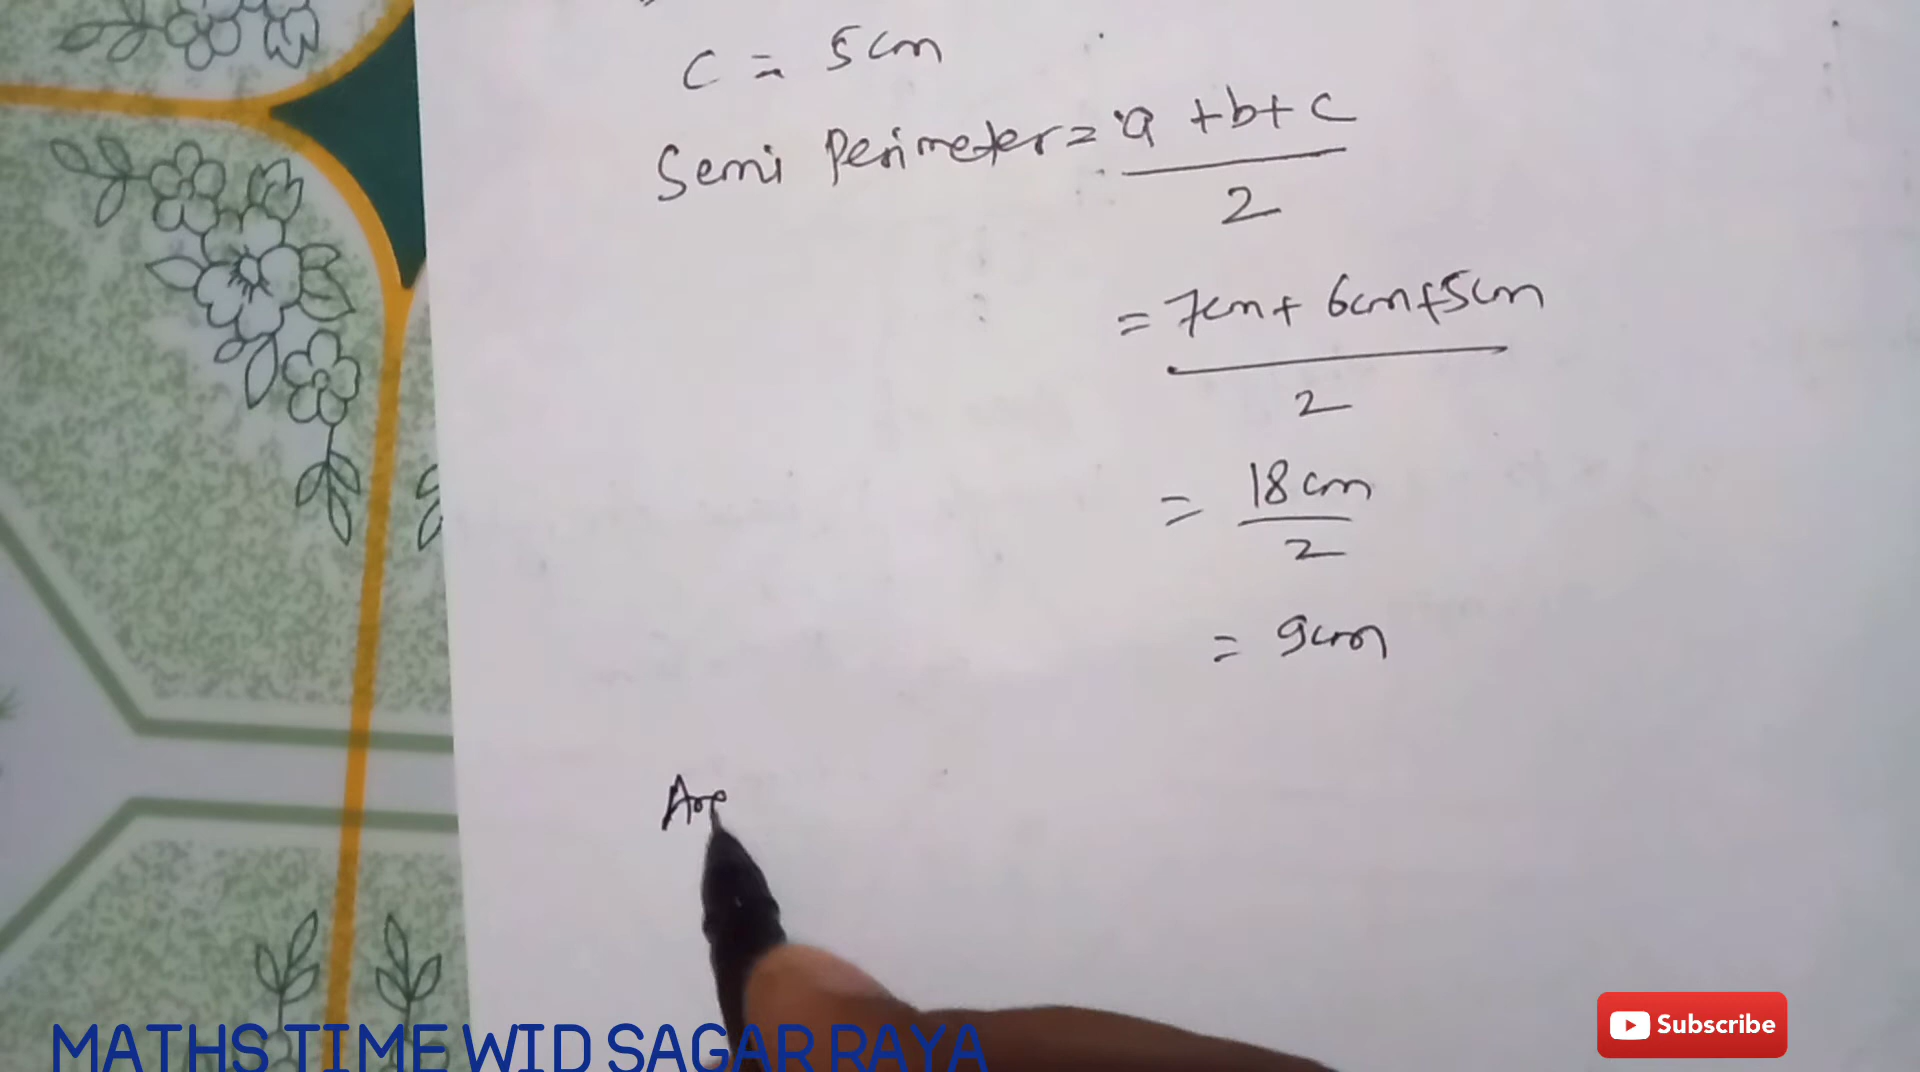 c = 5cm
Semi Perimeter = a + b + c
2
= 7cm + 6cm + 5cm
2
= 18cm
2
= 9cm
Are
MATHS TIME WID SAGAR RAYA
Subscribe